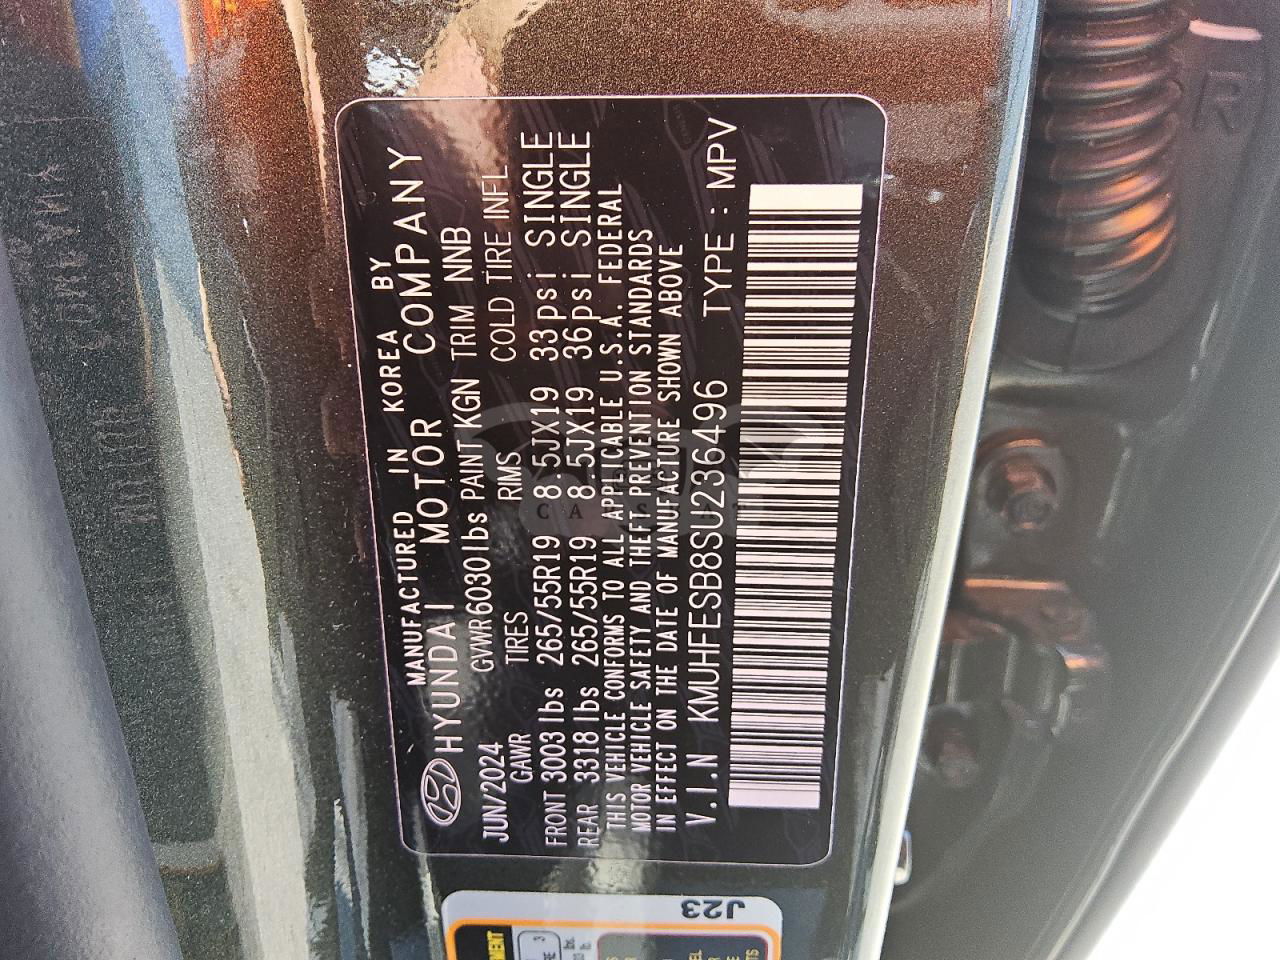 MANUFACTURED IN KOREA BY
HYUNDAI MOTOR COMPANY
JUN/2024 GVWR6030lbs PAINT KGN TRIM NNB
GAWR TIRES RIMS COLD TIRE INFL
FRONT 3003lbs 265/55R19 8.5JX19 33psi SINGLE
REAR 3318lbs 265/55R19 8.5JX19 36psi SINGLE
THIS VEHICLE CONFORMS TO ALL APPLICABLE U.S.A. FEDERAL
MOTOR VEHICLE SAFETY AND THEFT PREVENTION STANDARDS
IN EFFECT ON THE DATE OF MANUFACTURE SHOWN ABOVE
V.I.N KMUHFESB8SU236496 TYPE : MPV
J23
R